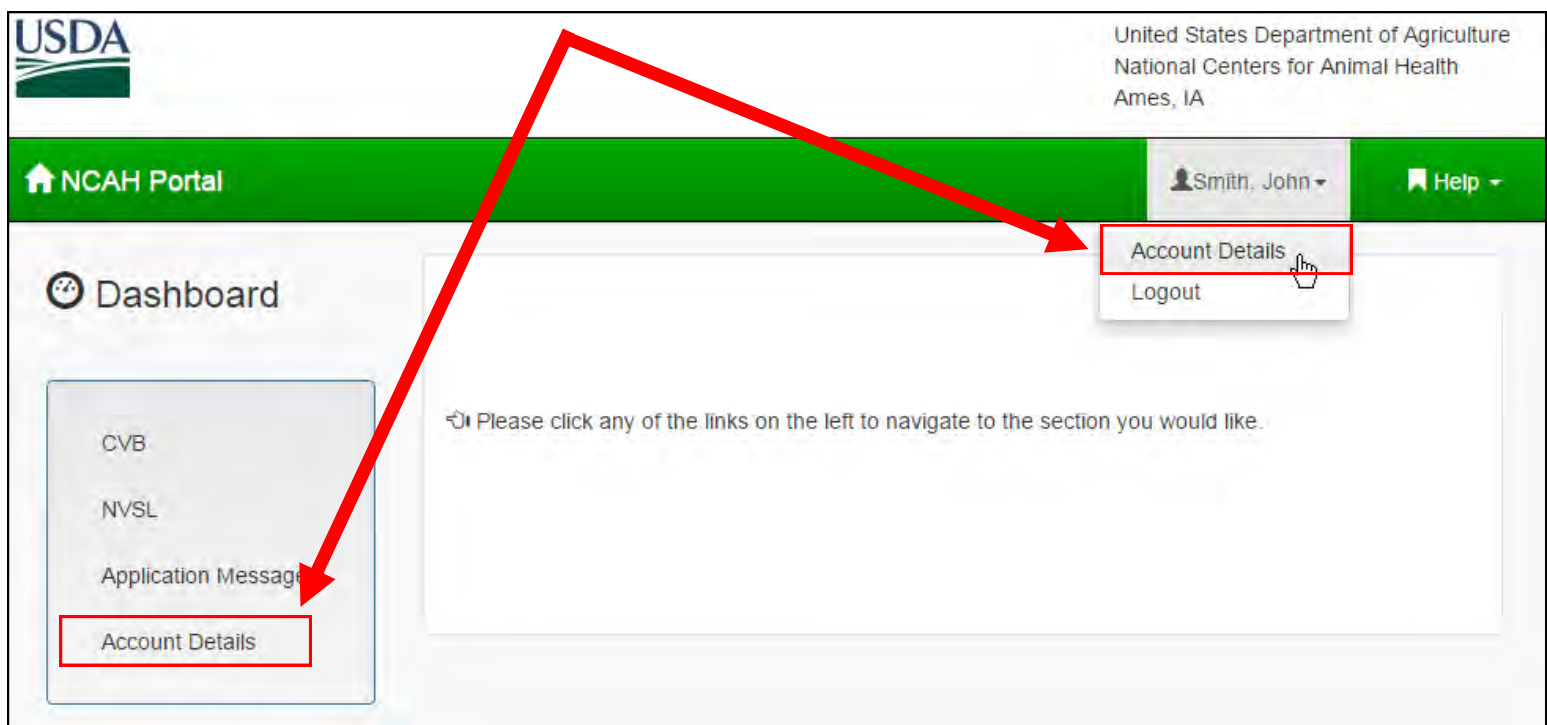 USDA
United States Department of Agriculture
National Centers for Animal Health
Ames, IA
NCAH Portal
Smith, John
Help
Account Details
Logout
Dashboard
Please click any of the links on the left to navigate to the section you would like.
CVB
NVSL
Application Message
Account Details